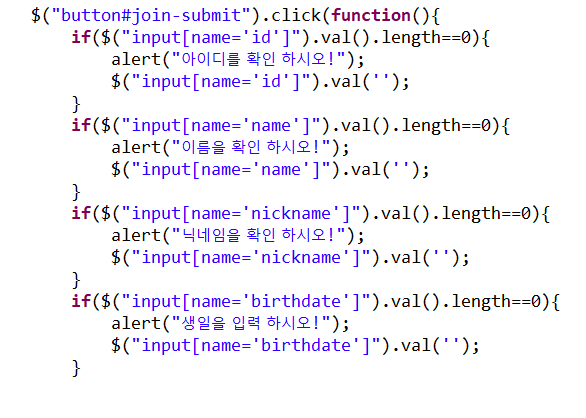 $("button#join-submit").click(function(){
if($("input[name='id']").val().length==0){
alert("아이디를 확인 하시오!");
$("input[name='id']").val('');
}
if($("input[name='name']").val().length==0){
alert("이름을 확인 하시오!");
$("input[name='name']").val('');
}
if($("input[name='nickname']").val().length==0){
alert("닉네임을 확인 하시오!");
$("input[name='nickname']").val('');
}
if($("input[name='birthdate']").val().length==0){
alert("생일을 입력 하시오!");
$("input[name='birthdate']").val('');
}